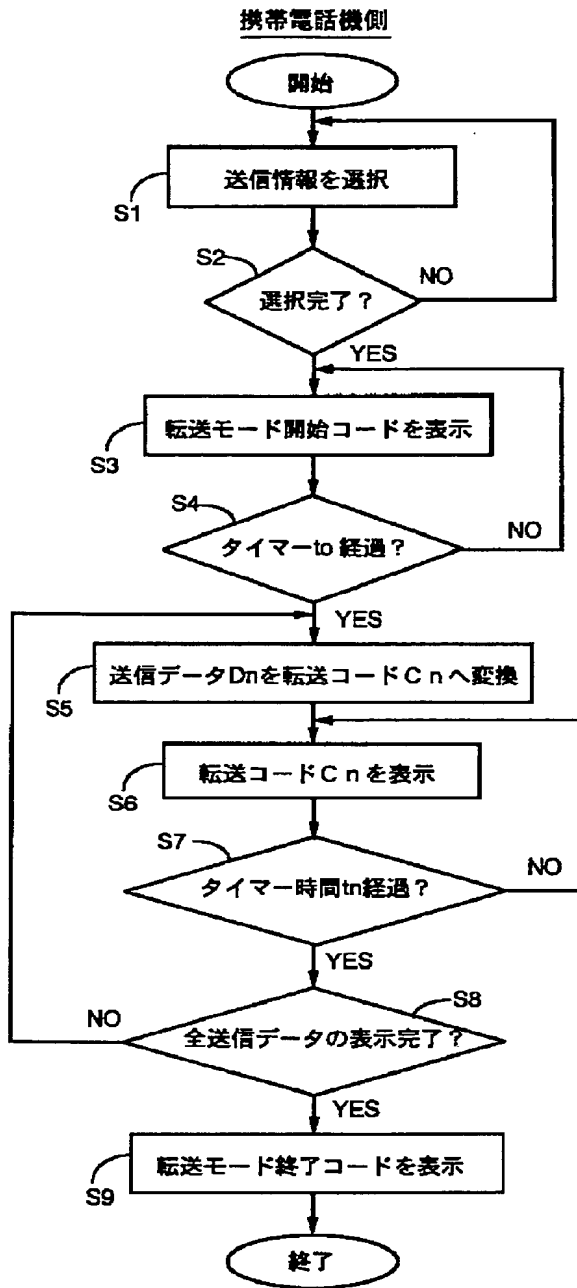 携帯電話機側
開始
送信情報を選択
S1
S2
選択完了？
NO
YES
転送モード開始コードを表示
S3
S4
タイマーto 経過？
NO
YES
送信データDnを転送コードＣｎへ変換
S5
転送コードＣｎを表示
S6
S7
タイマー時間tn経過？
NO
YES
S8
全送信データの表示完了？
NO
YES
転送モード終了コードを表示
S9
終了